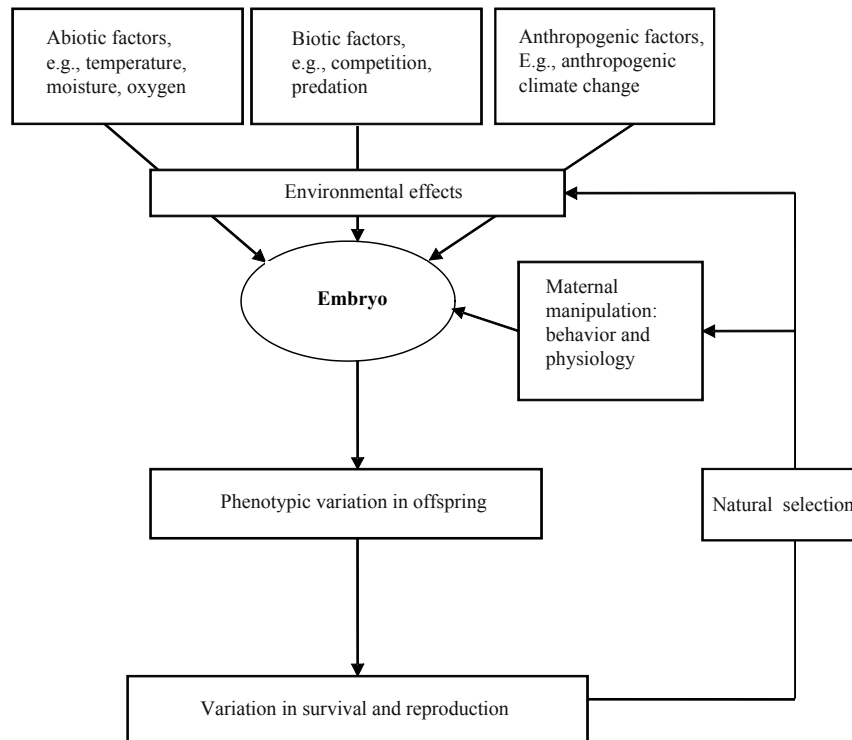 Abiotic factors,
e.g., temperature,
moisture, oxygen
Biotic factors,
e.g., competition,
predation
Anthropogenic factors,
E.g., anthropogenic
climate change
Environmental effects
Embryo
Maternal
manipulation:
behavior and
physiology
Phenotypic variation in offspring
Natural selection
Variation in survival and reproduction